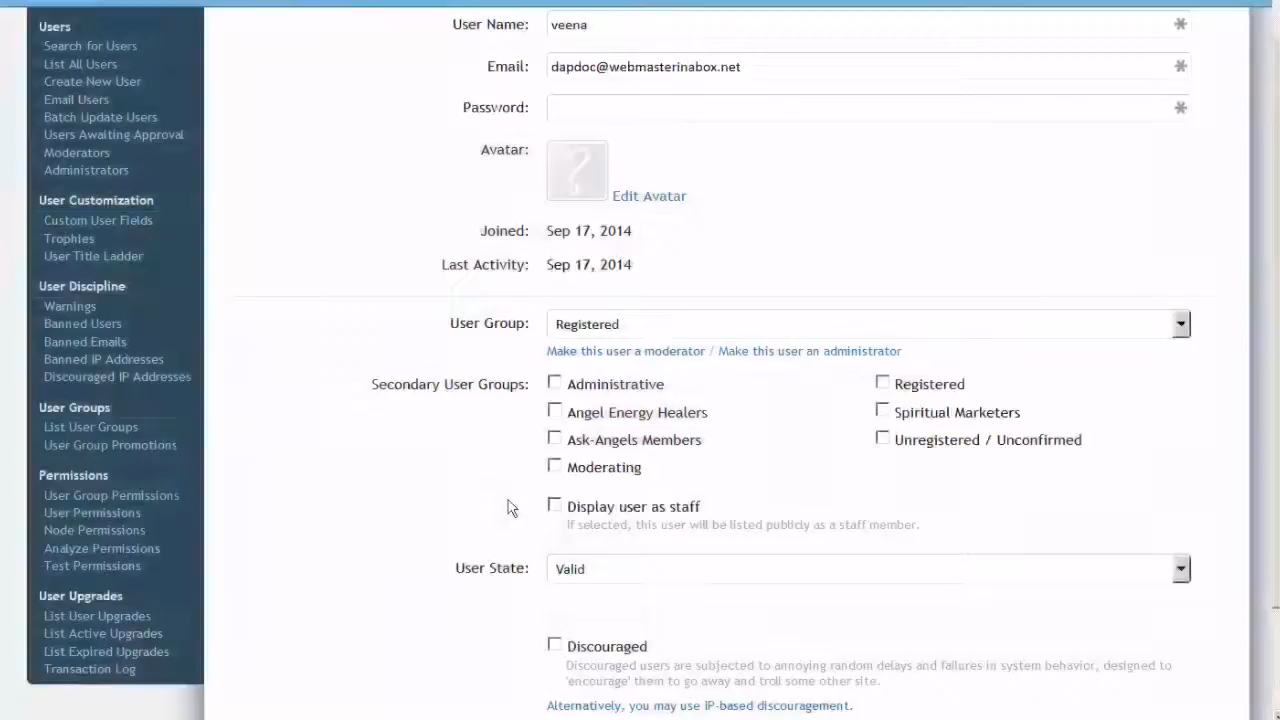 Users
Search for Users
List All Users
Create New User
Email Users
Batch Update Users
Users Awaiting Approval
Moderators
Administrators
User Customization
Custom User Fields
Trophies
User Title Ladder
User Discipline
Warnings
Banned Users
Banned Emails
Banned IP Addresses
Discouraged IP Addresses
User Groups
List User Groups
User Group Promotions
Permissions
User Group Permissions
User Permissions
Node Permissions
Analyze Permissions
Test Permissions
User Upgrades
List User Upgrades
List Active Upgrades
List Expired Upgrades
Transaction Log
User Name: veena
Email: dapdoc@webmasterinabox.net
Password:
Avatar:
Edit Avatar
Joined: Sep 17, 2014
Last Activity: Sep 17, 2014
User Group: Registered
Make this user a moderator / Make this user an administrator
Secondary User Groups: Administrative Registered
Angel Energy Healers Spiritual Marketers
Ask-Angels Members Unregistered / Unconfirmed
Moderating
Display user as staff
If selected, this user will be listed publicly as a staff member.
User State: Valid
Discouraged
Discouraged users are subjected to annoying random delays and failures in system behavior, designed to
'encourage' them to go away and troll some other site.
Alternatively, you may use IP-based discouragement.